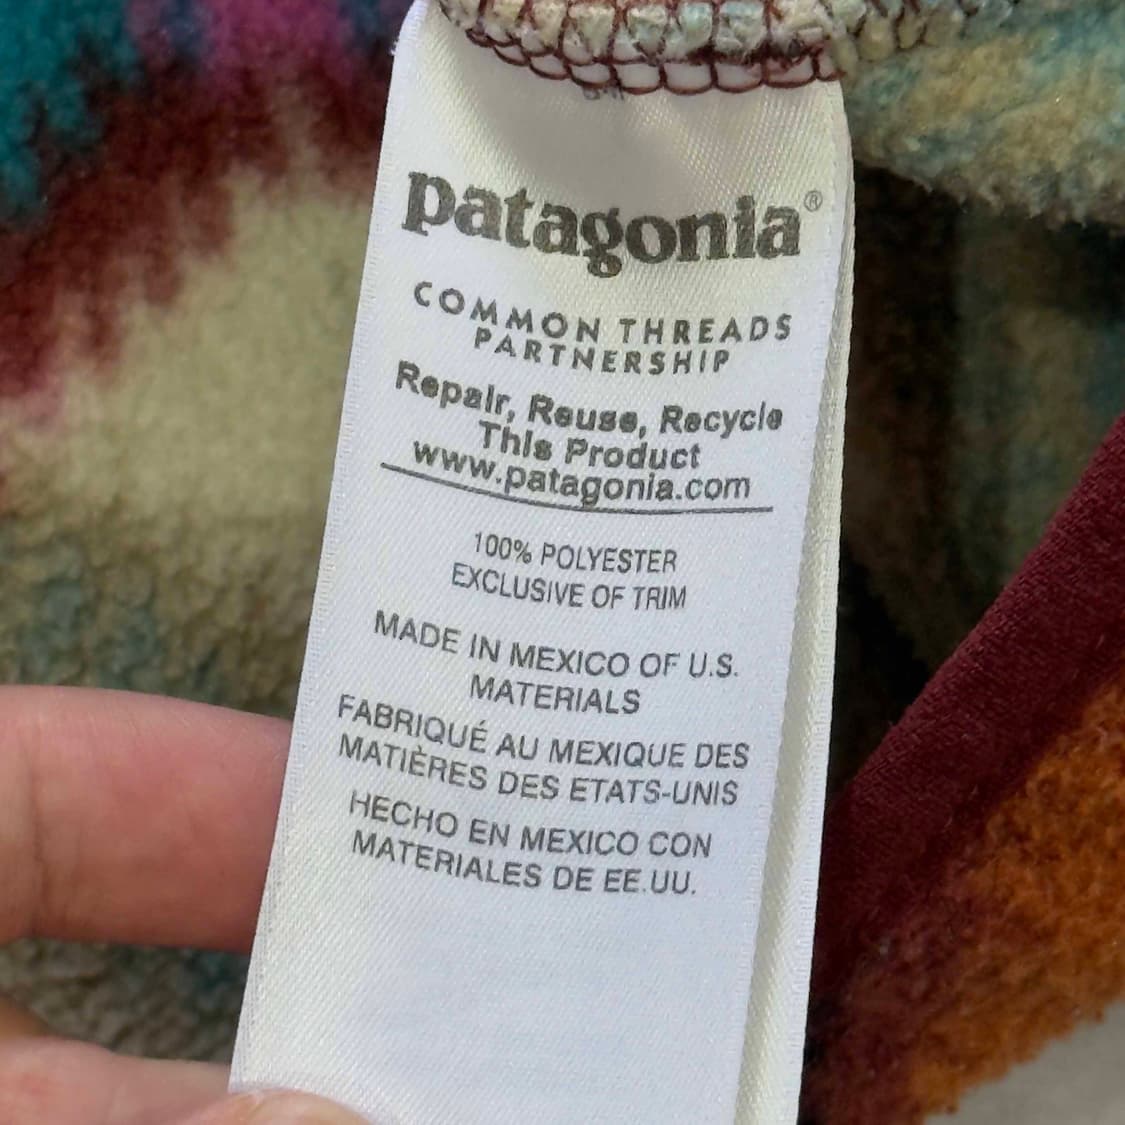 patagonia®
COMMON THREADS
PARTNERSHIP
Repair, Reuse, Recycle
This Product
www.patagonia.com
100% POLYESTER
EXCLUSIVE OF TRIM
MADE IN MEXICO OF U.S.
MATERIALS
FABRIQUÉ AU MEXIQUE DES
MATIÈRES DES ETATS-UNIS
HECHO EN MEXICO CON
MATERIALES DE EE.UU.